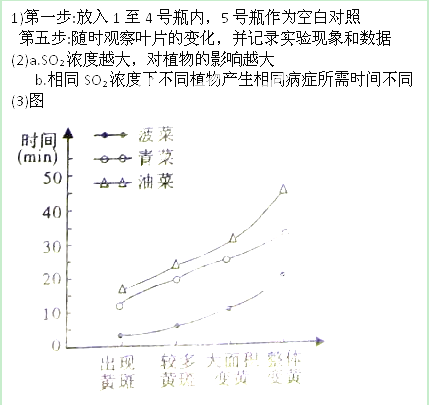 1)第一步:放入1至4号瓶内，5号瓶作为空白对照
第五步:随时观察叶片的变化，并记录实验现象和数据
(2)a.SO₂浓度越大，对植物的影响越大
b.相同SO₂浓度下不同植物产生相同病症所需时间不同
(3)图
时间
(min)
菠菜
青菜
油菜
50
40
30
20
10
0
出现 较多 大面积 整体
黄斑 黄斑 变黄 变黄